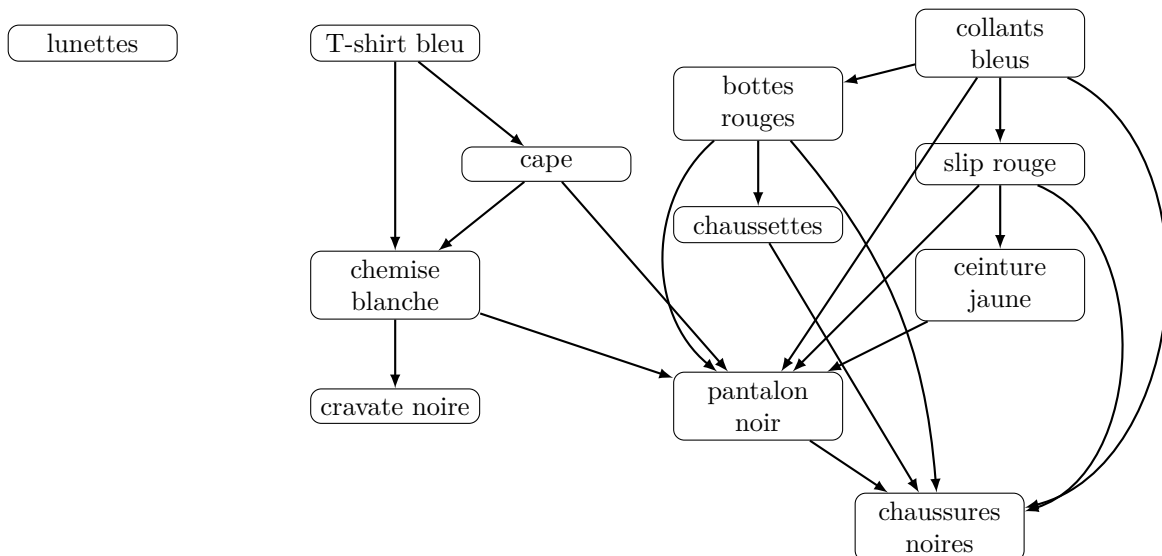 lunettes
T-shirt bleu
collants
bleus
bottes
rouges
cape
slip rouge
chaussettes
chemise
blanche
ceinture
jaune
cravate noire
pantalon
noir
chaussures
noires